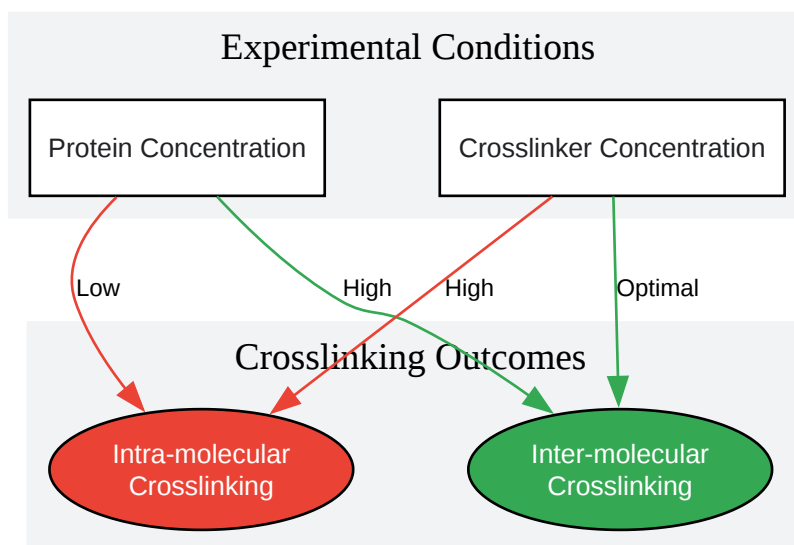 Experimental Conditions
Protein Concentration
Crosslinker Concentration
Low
High
High
Optimal
Crosslinking Outcomes
Intra-molecular
Crosslinking
Inter-molecular
Crosslinking